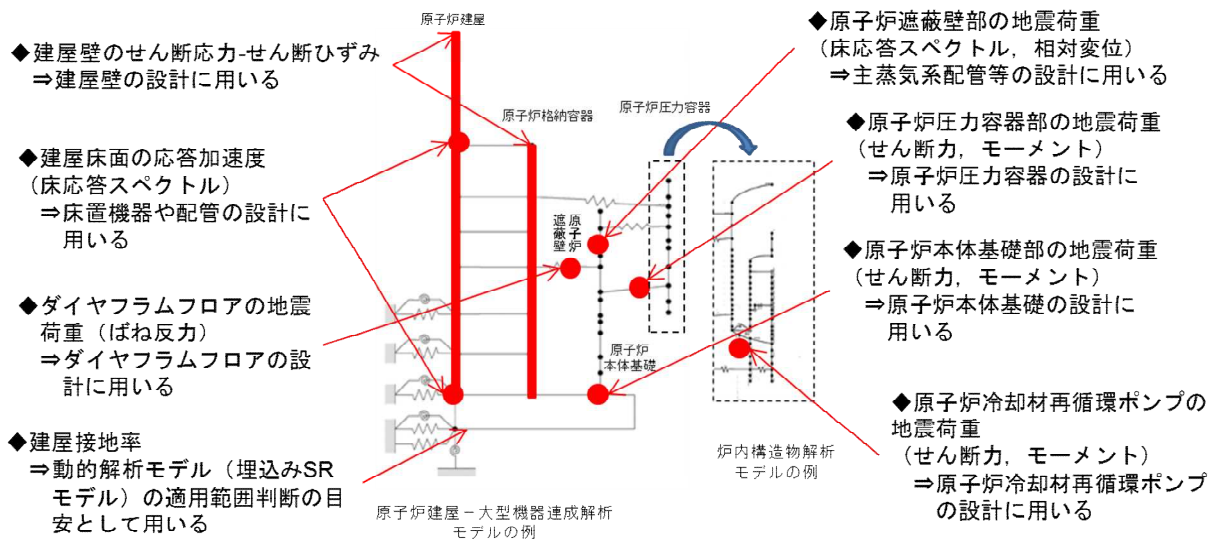 ◆建屋壁のせん断応力-せん断ひずみ
⇒建屋壁の設計に用いる
◆建屋床面の応答加速度
（床応答スペクトル）
⇒床置機器や配管の設計に
用いる
◆ダイヤフラムフロアの地震
荷重（ばね反力）
⇒ダイヤフラムフロアの設
計に用いる
◆建屋接地率
⇒動的解析モデル（埋込みSR
モデル）の適用範囲判断の目
安として用いる
原子炉建屋
原子炉格納容器
原子炉圧力容器
原子炉
遮蔽壁
原子炉
本体基礎
原子炉建屋－大型機器連成解析
モデルの例
炉内構造物解析
モデルの例
◆原子炉遮蔽壁部の地震荷重
（床応答スペクトル，相対変位）
⇒主蒸気系配管等の設計に用いる
◆原子炉圧力容器部の地震荷重
（せん断力，モーメント）
⇒原子炉圧力容器の設計に
用いる
◆原子炉本体基礎部の地震荷重
（せん断力，モーメント）
⇒原子炉本体基礎の設計に
用いる
◆原子炉冷却材再循環ポンプの
地震荷重
（せん断力，モーメント）
⇒原子炉冷却材再循環ポンプ
の設計に用いる